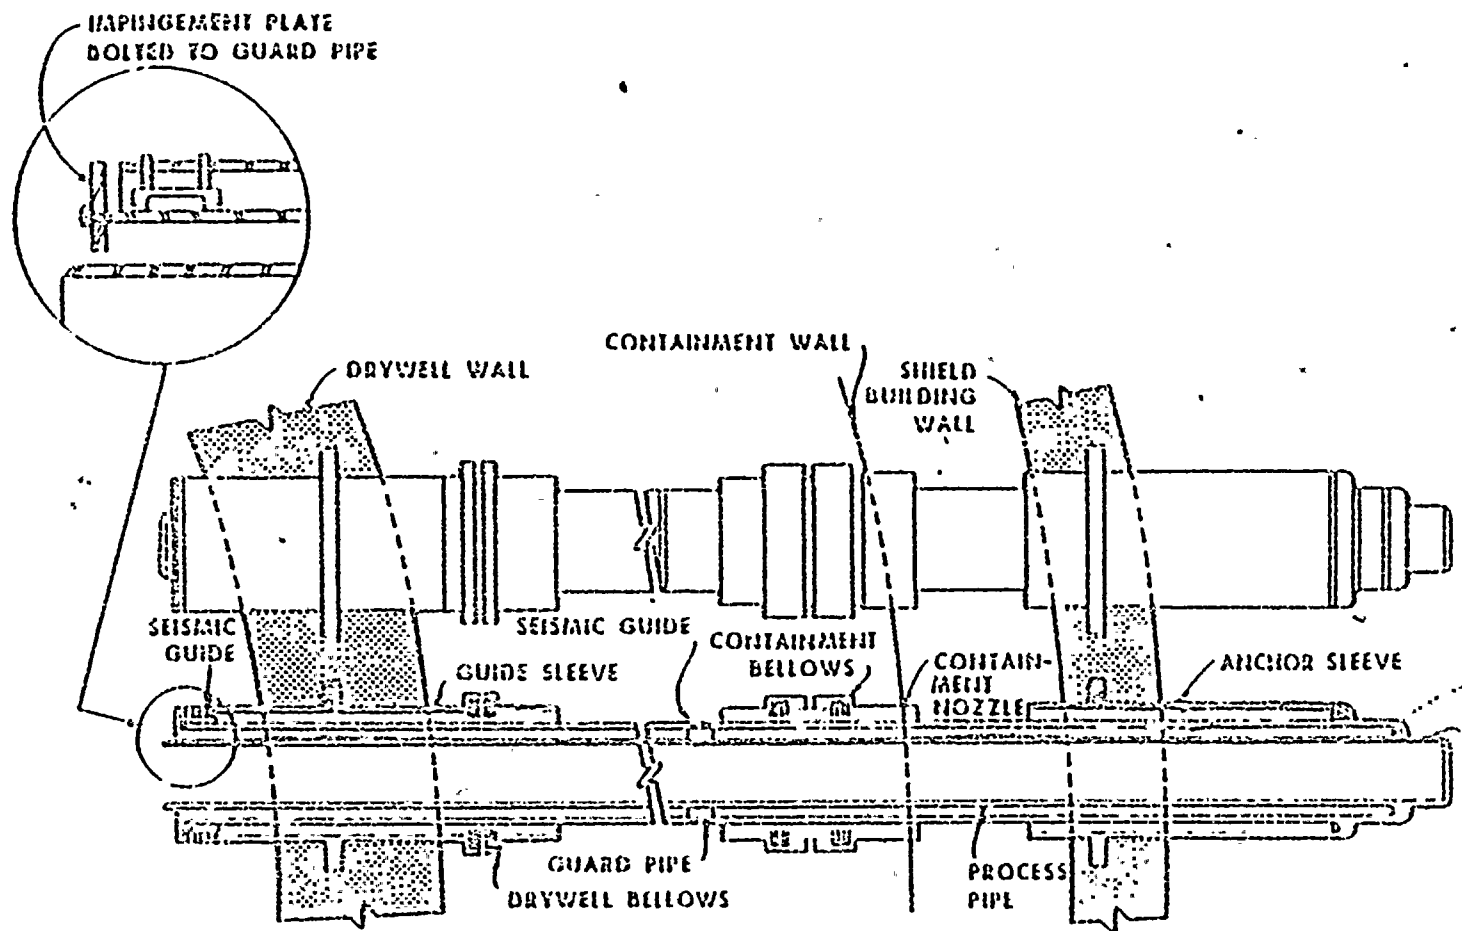 IMPINGEMENT PLATE
BOLTED TO GUARD PIPE
CONTAINMENT WALL
DRYWELL WALL
SHIELD
BUILDING
WALL
SEISMIC
GUIDE
SEISMIC GUIDE
CONTAINMENT
BELLOWS
GUIDE SLEEVE
CONTAIN-
MENT
NOZZLE
ANCHOR SLEEVE
GUARD PIPE
DRYWELL BELLOWS
PROCESS
PIPE